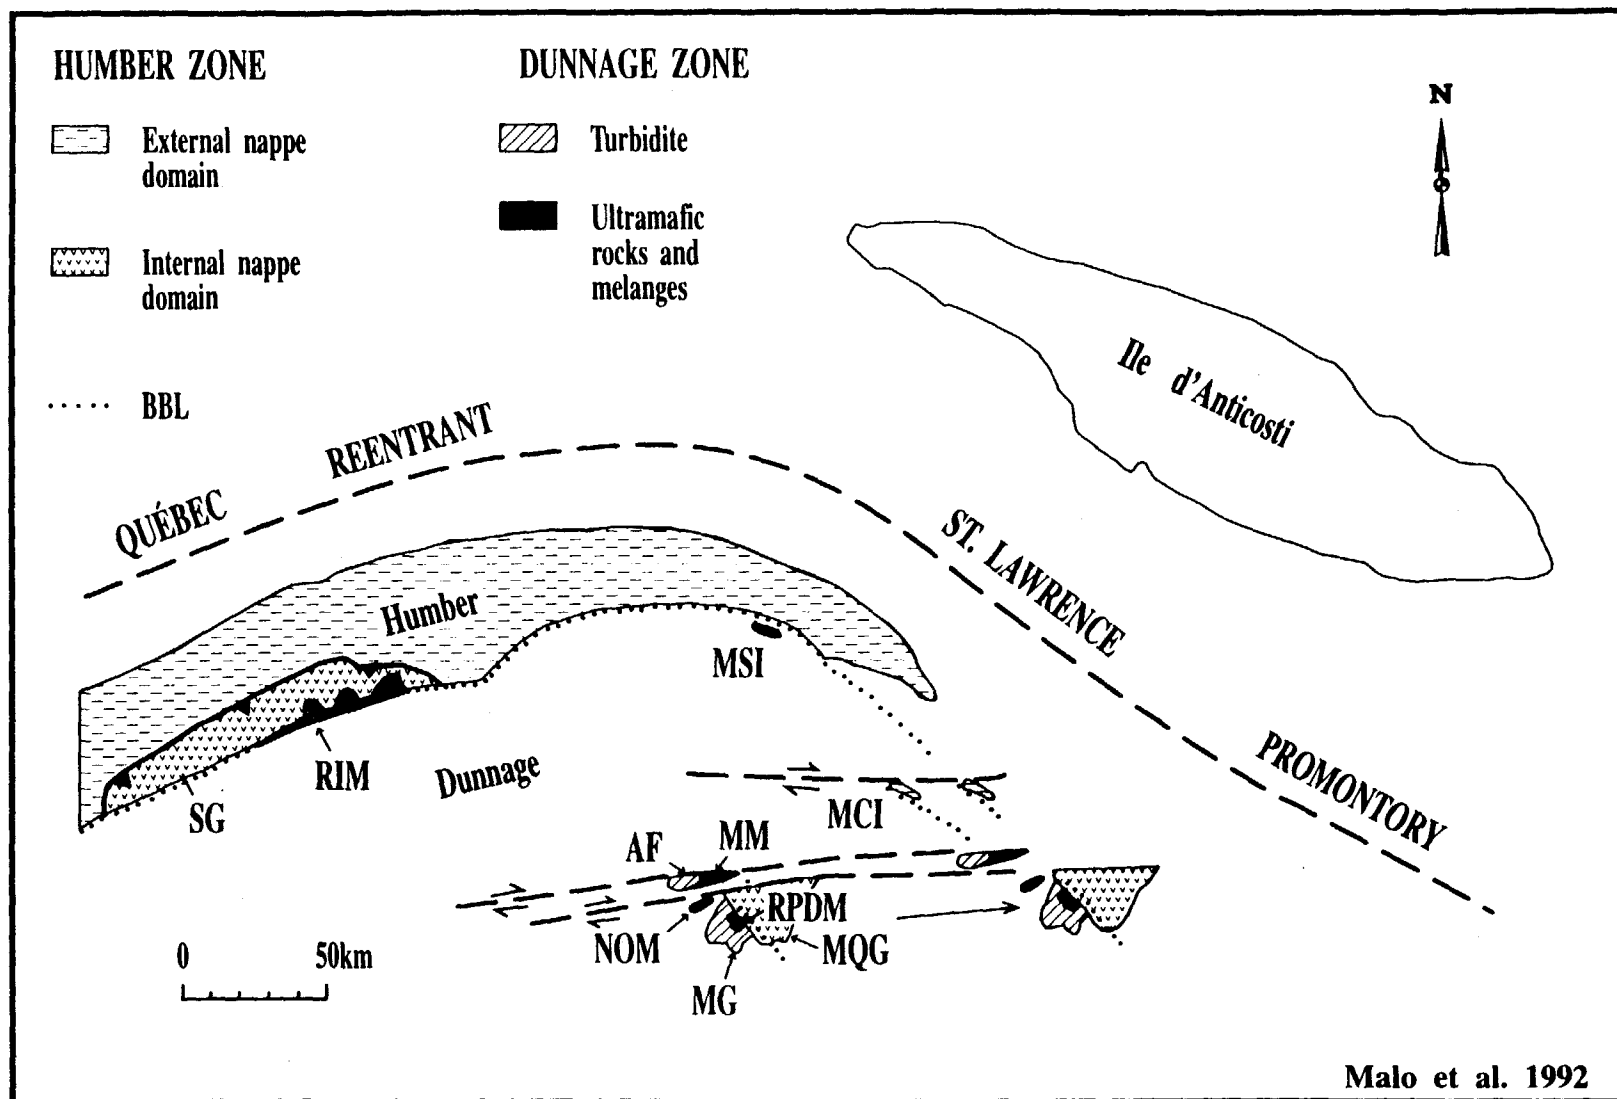 HUMBER ZONE
External nappe
domain
Internal nappe
domain
BBL
DUNNAGE ZONE
Turbidite
Ultramafic
rocks and
melanges
N
Ile d'Anticosti
QUÉBEC REENTRANT
ST. LAWRENCE PROMONTORY
Humber
MSI
RIM
SG
Dunnage
MCI
AF
MM
RPDM
NOM
MQG
MG
0 50km
Malo et al. 1992